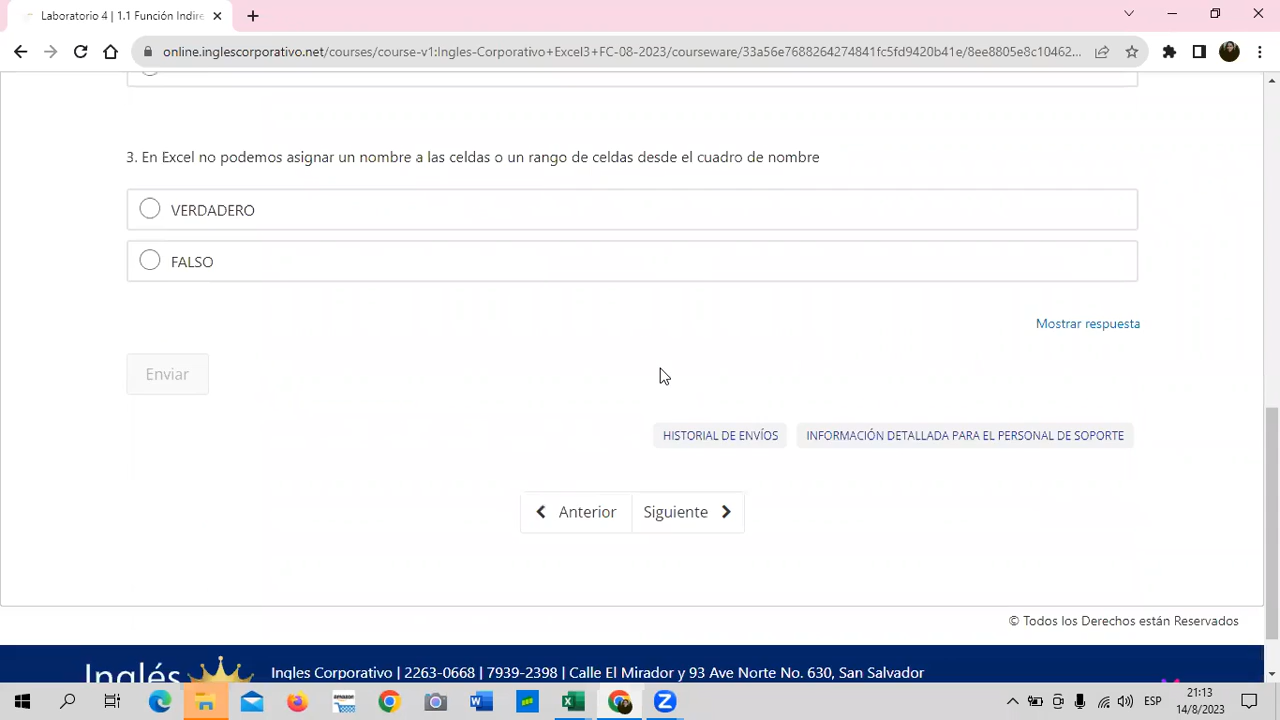 Laboratorio 4 | 1.1 Función Indire
online.inglescorporativo.net/courses/course-v1:Ingles-Corporativo+Excel3+FC-08-2023/courseware/33a56e7688264274841fc5fd9420b41e/8ee8805e8c10462...
3. En Excel no podemos asignar un nombre a las celdas o un rango de celdas desde el cuadro de nombre
VERDADERO
FALSO
Mostrar respuesta
Enviar
HISTORIAL DE ENVÍOS
INFORMACIÓN DETALLADA PARA EL PERSONAL DE SOPORTE
Anterior
Siguiente
© Todos los Derechos están Reservados
Inglés
Ingles Corporativo | 2263-0668 | 7939-2398 | Calle El Mirador y 93 Ave Norte No. 630, San Salvador
amazon
ESP
21:13
14/8/2023